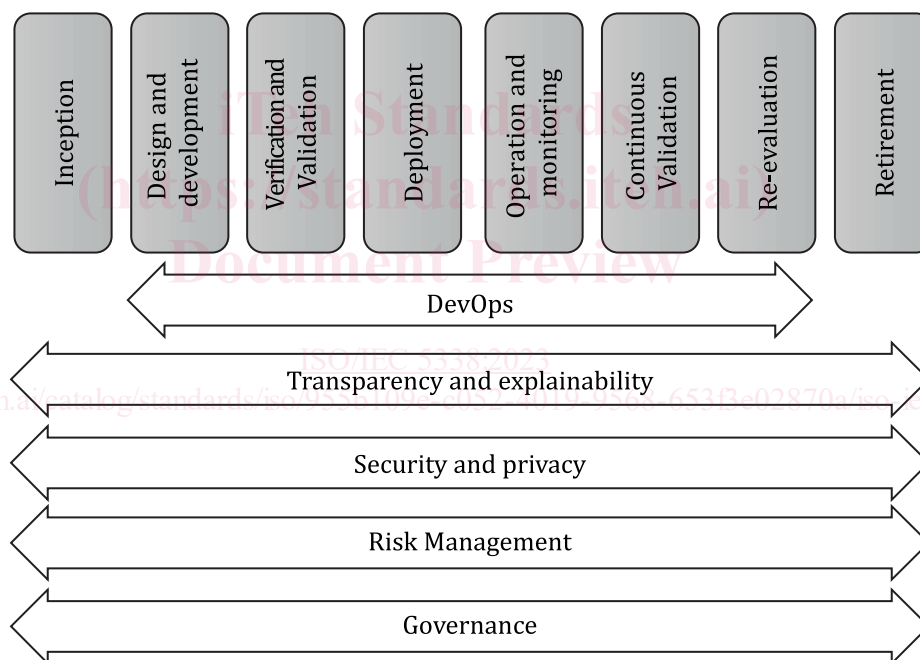 Inception
Design and
development
Verification and
Validation
Deployment
Operation and
monitoring
Continuous
Validation
Re-evaluation
Retirement
iTeh Standards
(https://standards.iteh.ai)
Document Preview
DevOps
ISO/IEC 5338:2023
Transparency and explainability
Security and privacy
Risk Management
Governance